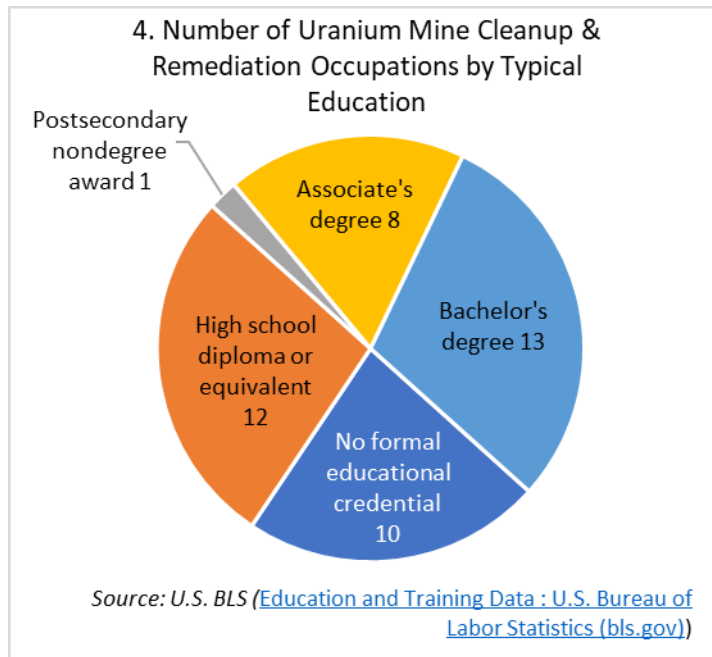 4. Number of Uranium Mine Cleanup &
Remediation Occupations by Typical
Education
Postsecondary
nondegree
award 1
Associate's
degree 8
Bachelor's
degree 13
High school
diploma or
equivalent
12
No formal
educational
credential
10
Source: U.S. BLS (Education and Training Data : U.S. Bureau of
Labor Statistics (bls.gov))